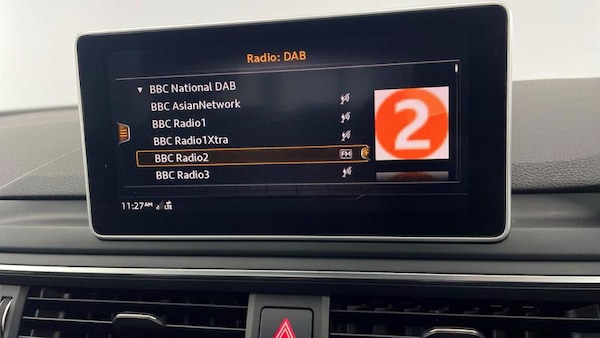 Radio: DAB
▼ BBC National DAB
BBC AsianNetwork
BBC Radio1
BBC Radio1Xtra
BBC Radio2 FM
BBC Radio3
2
11:27AM LTE